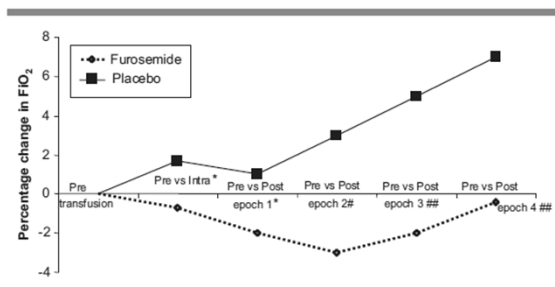 Percentage change in FiO2
8
6
4
2
0
-2
-4
Furosemide
Placebo
Pre
transfusion
Pre vs Intra*
Pre vs Post
epoch 1*
Pre vs Post
epoch 2#
Pre vs Post
epoch 3 ##
Pre vs Post
epoch 4 ##